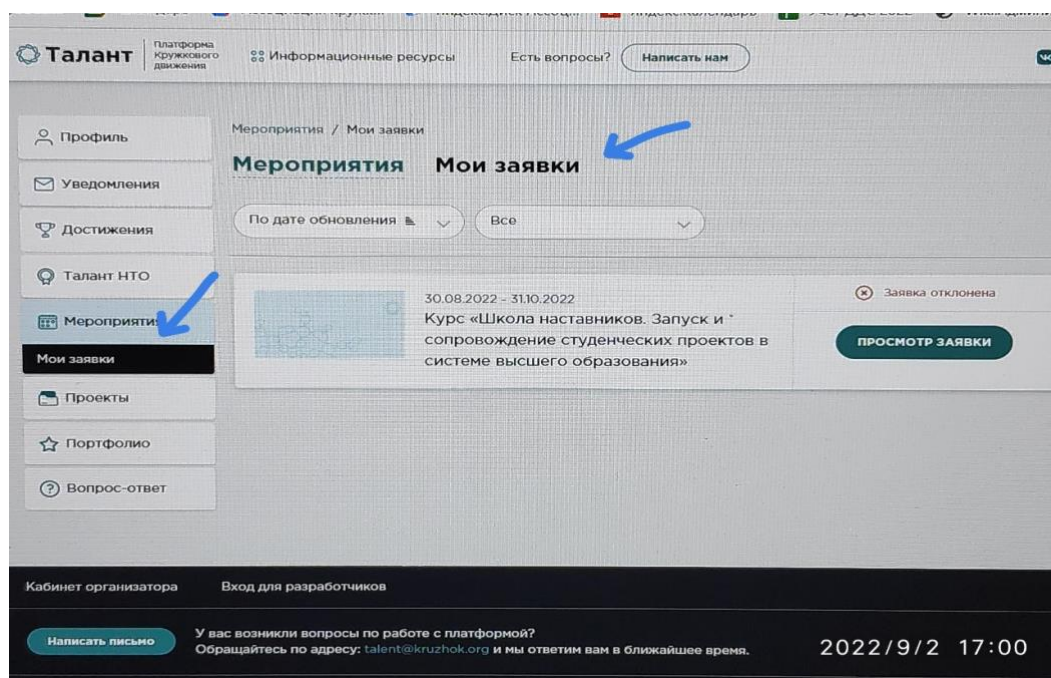 Талант
Платформа
Кружкового
движения
Информационные ресурсы
Есть вопросы?
Написать нам
Профиль
Уведомления
Достижения
Талант НТО
Мероприятия
Мои заявки
Проекты
Портфолио
Вопрос-ответ
Мероприятия / Мои заявки
Мероприятия Мои заявки
По дате обновления
Все
30.08.2022 - 31.10.2022
Курс «Школа наставников. Запуск и
сопровождение студенческих проектов в
системе высшего образования»
Заявка отклонена
ПРОСМОТР ЗАЯВКИ
Кабинет организатора
Вход для разработчиков
Написать письмо
У вас возникли вопросы по работе с платформой?
Обращайтесь по адресу: talent@kruzhok.org и мы ответим вам в ближайшее время.
2022/9/2 17:00